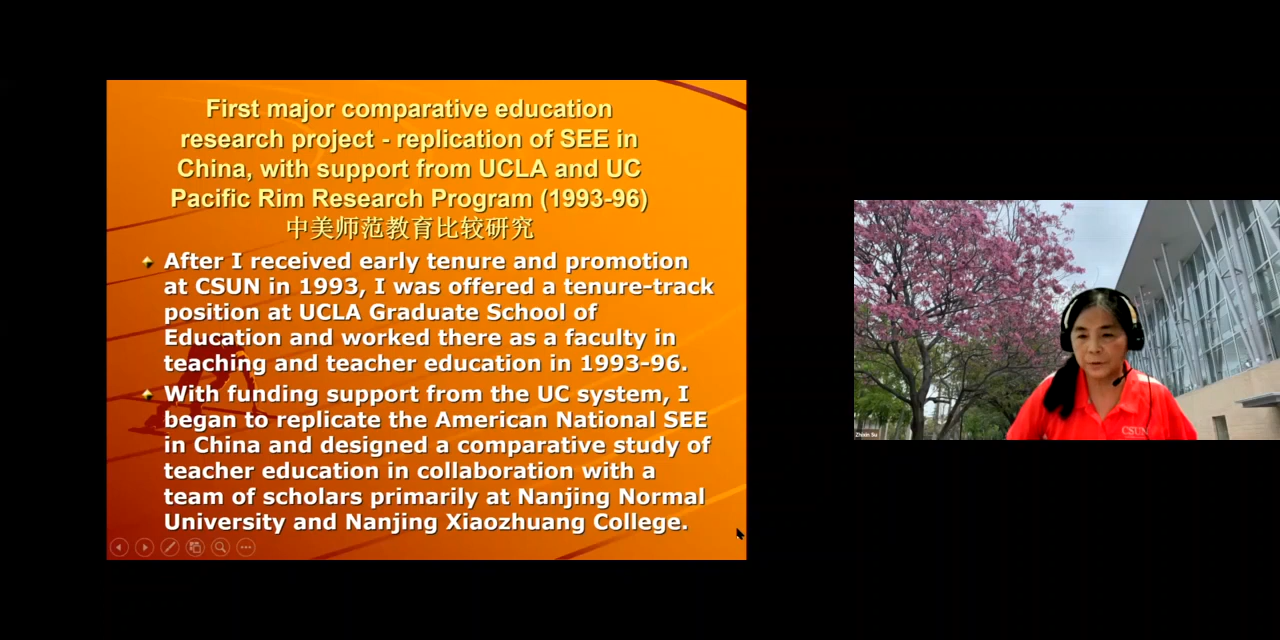 First major comparative education
research project - replication of SEE in
China, with support from UCLA and UC
Pacific Rim Research Program (1993-96)
中美师范教育比较研究
After I received early tenure and promotion
at CSUN in 1993, I was offered a tenure-track
position at UCLA Graduate School of
Education and worked there as a faculty in
teaching and teacher education in 1993-96.
With funding support from the UC system, I
began to replicate the American National SEE
in China and designed a comparative study of
teacher education in collaboration with a
team of scholars primarily at Nanjing Normal
University and Nanjing Xiaozhuang College.
CSUN
Zhixin Su